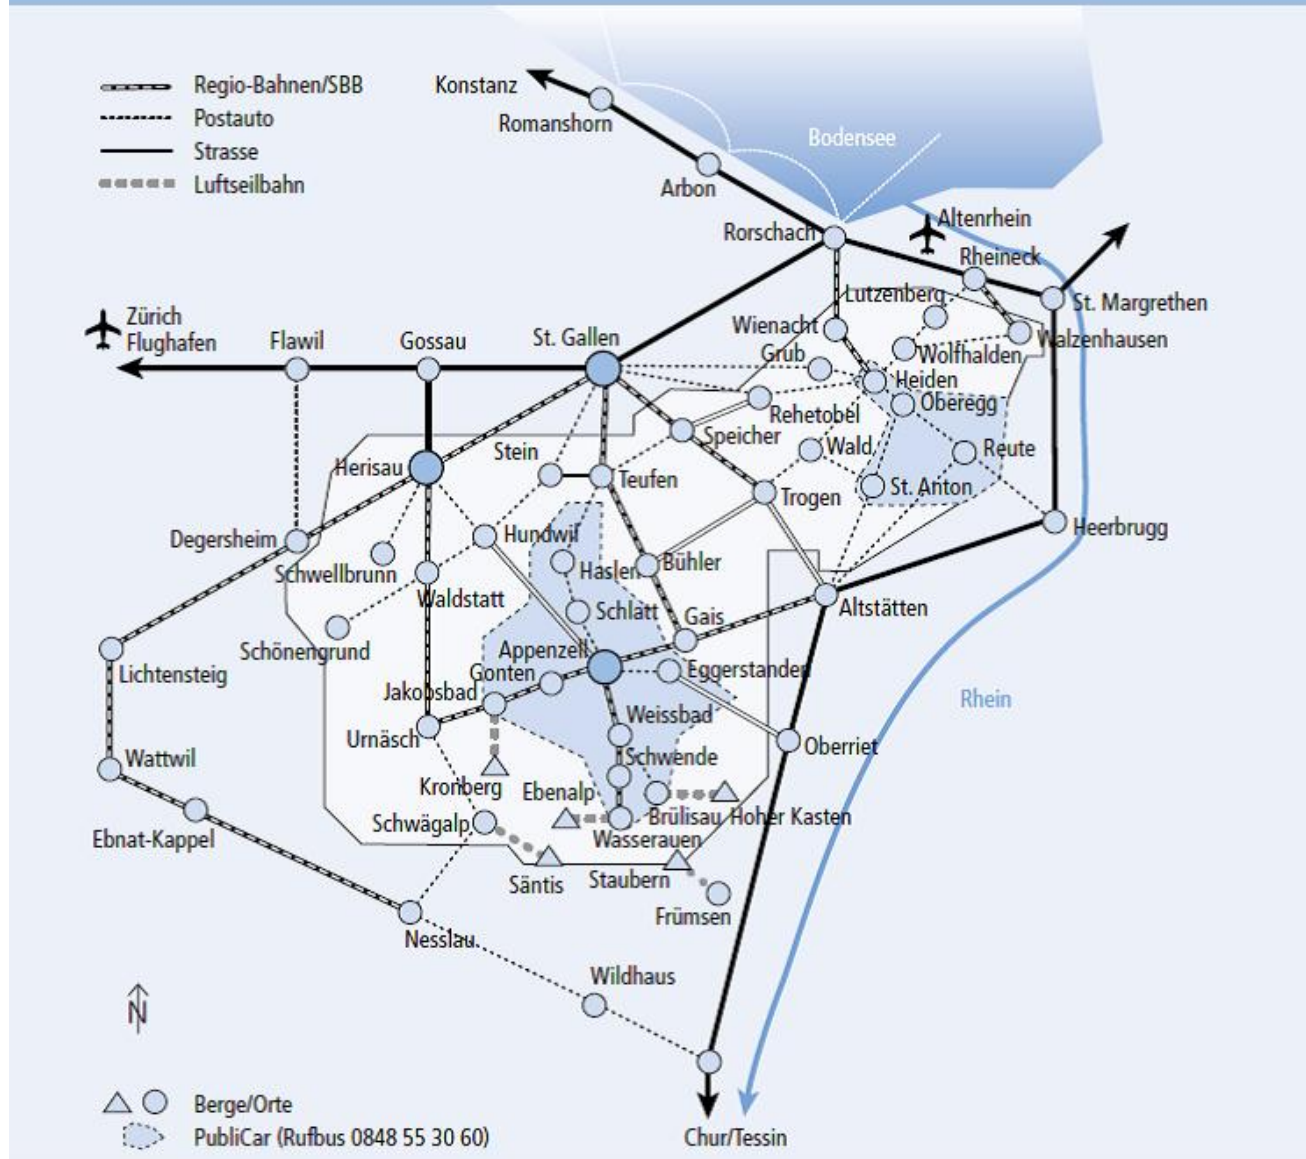 Regio-Bahnen/SBB
Postauto
Strasse
Luftseilbahn
Konstanz
Romanshorn
Bodensee
Arbon
Altenrhein
Rorschach
Rheineck
Lutzenberg
St. Margrethen
Zürich
Flughafen
Flawil
Gossau
St. Gallen
Wienacht
Walzenhausen
Grub
Wolfhalden
Heiden
Oberegg
Rehetobel
Speicher
Wald
Reute
Herisau
Stein
Teufen
Trogen
St. Anton
Degersheim
Hundwil
Heerbrugg
Schwellbrunn
Haslen
Bühler
Waldstatt
Schlatt
Gais
Altstätten
Schönengrund
Appenzell
Lichtensteig
Gonten
Eggerstanden
Jakobsbad
Rhein
Weissbad
Urnäsch
Oberriet
Wattwil
Schwende
Kronberg
Ebenalp
Brülisau
Hoher Kasten
Schwägalp
Ebnat-Kappel
Wasserauen
Säntis
Staubern
Frümsen
Nesslau
Wildhaus
N
Berge/Orte
PubliCar (Rufbus 0848 55 30 60)
Chur/Tessin